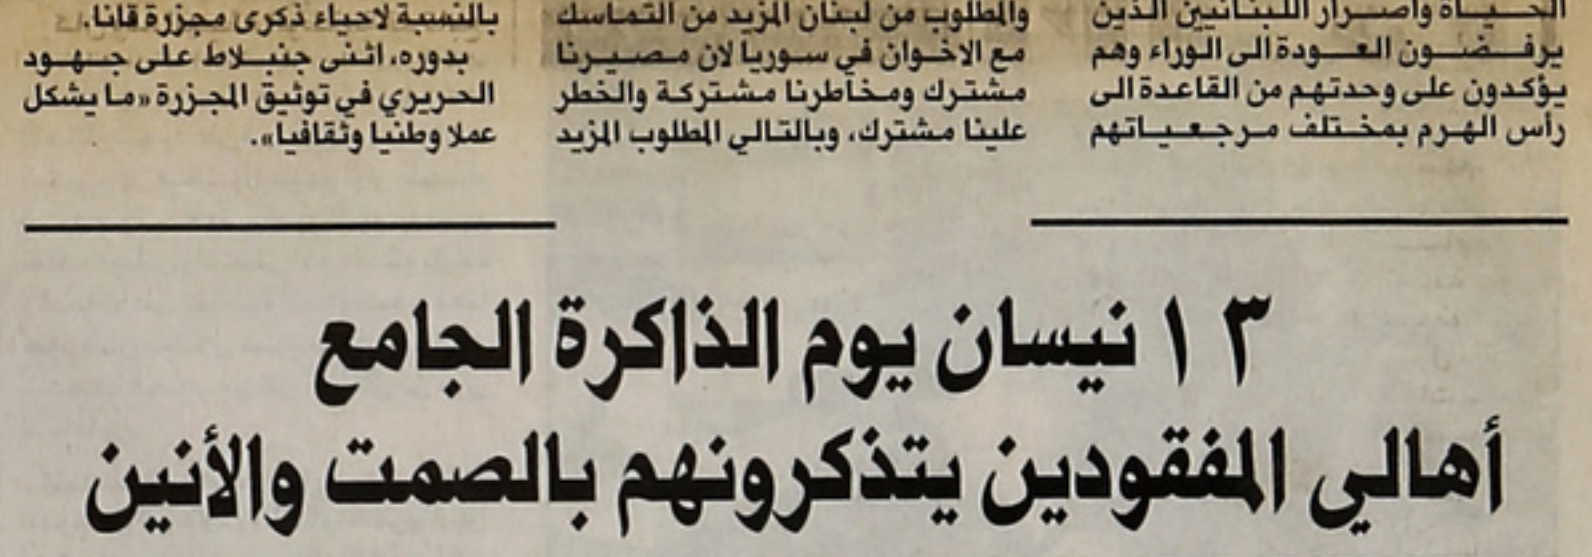 الحياة واصرار اللبنانيين الذين
يرفضون العودة الى الوراء وهم
يؤكدون على وحدتهم من القاعدة الى
رأس الهرم بمختلف مرجعياتهم
والمطلوب من لبنان المزيد من التماسك
مع الاخوان في سوريا لان مصيرنا
مشترك ومخاطرنا مشتركة والخطر
علينا مشترك، وبالتالي المطلوب المزيد
بالنسبة لاحياء ذكرى مجزرة قانا.
بدوره، اثنى جنبلاط على جهود
الحريري في توثيق المجزرة «ما يشكل
عملا وطنيا وثقافيا».
١٣ نيسان يوم الذاكرة الجامع
أهالي المفقودين يتذكرونهم بالصمت والأنين